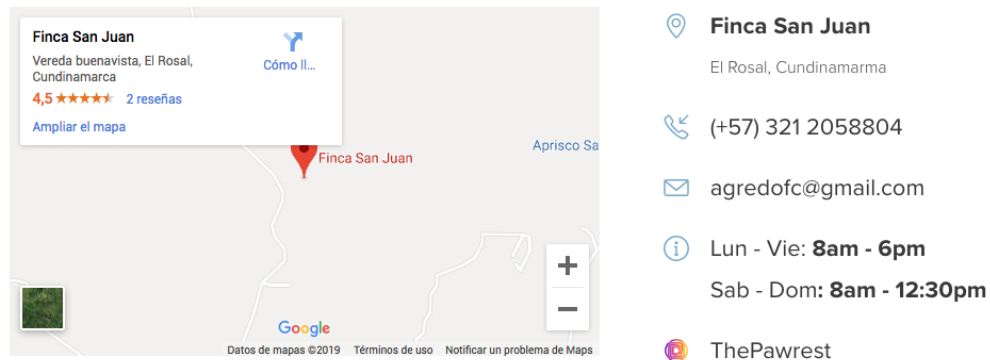 Finca San Juan
Vereda buenavista, El Rosal,
Cundinamarca
Cómo ll...
4,5
2 reseñas
Ampliar el mapa
Finca San Juan
Aprisco Sa
Google
Datos de mapas ©2019 Términos de uso Notificar un problema de Maps
Finca San Juan
El Rosal, Cundinamarma
(+57) 321 2058804
agredofc@gmail.com
Lun - Vie: 8am - 6pm
Sab - Dom: 8am - 12:30pm
ThePawrest